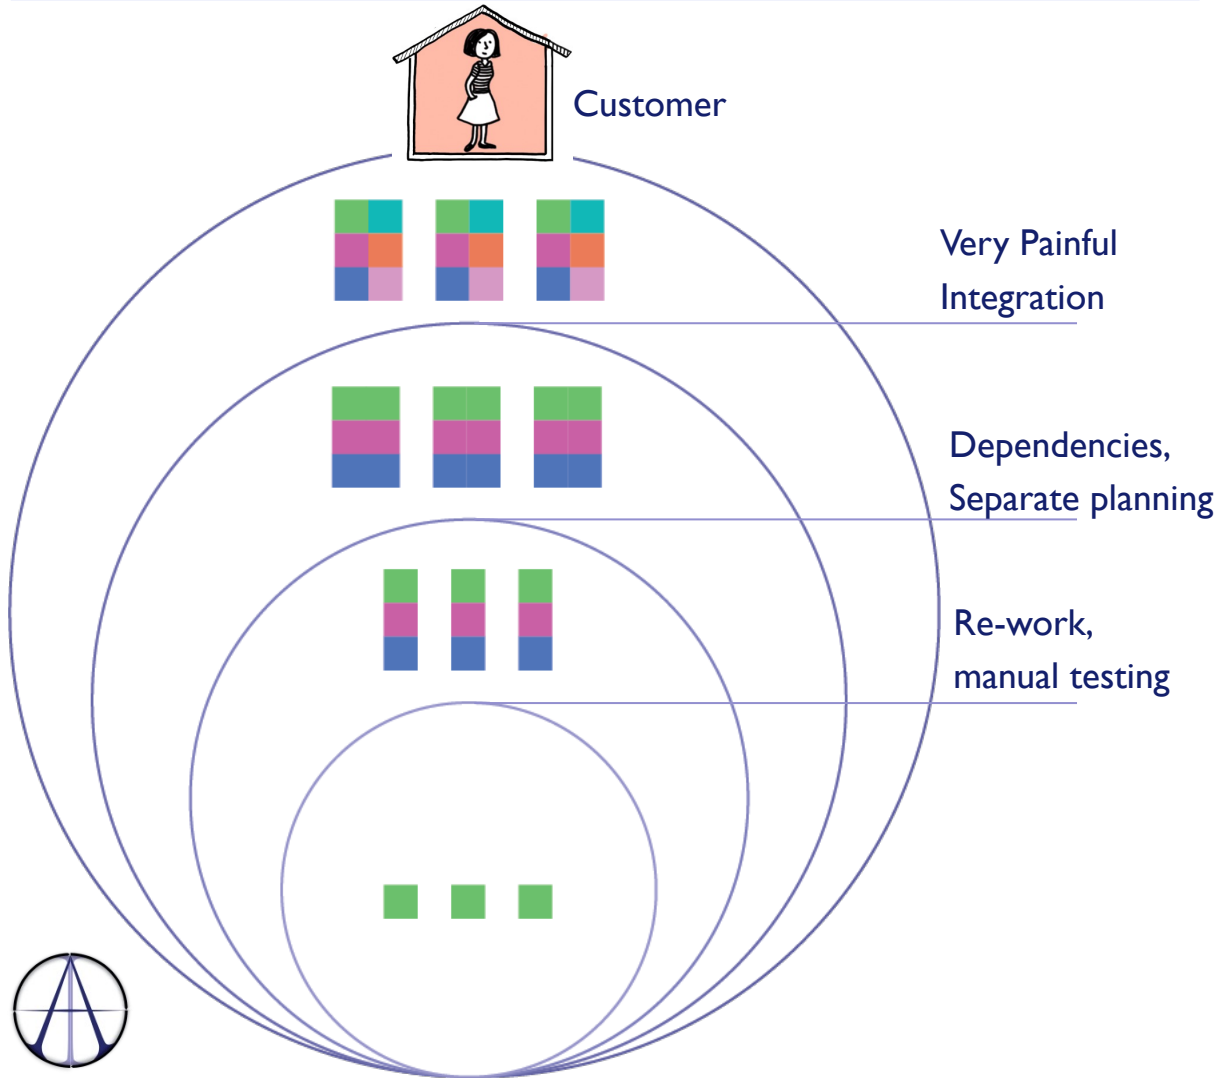 Customer
Very Painful
Integration
Dependencies,
Separate planning
Re-work,
manual testing